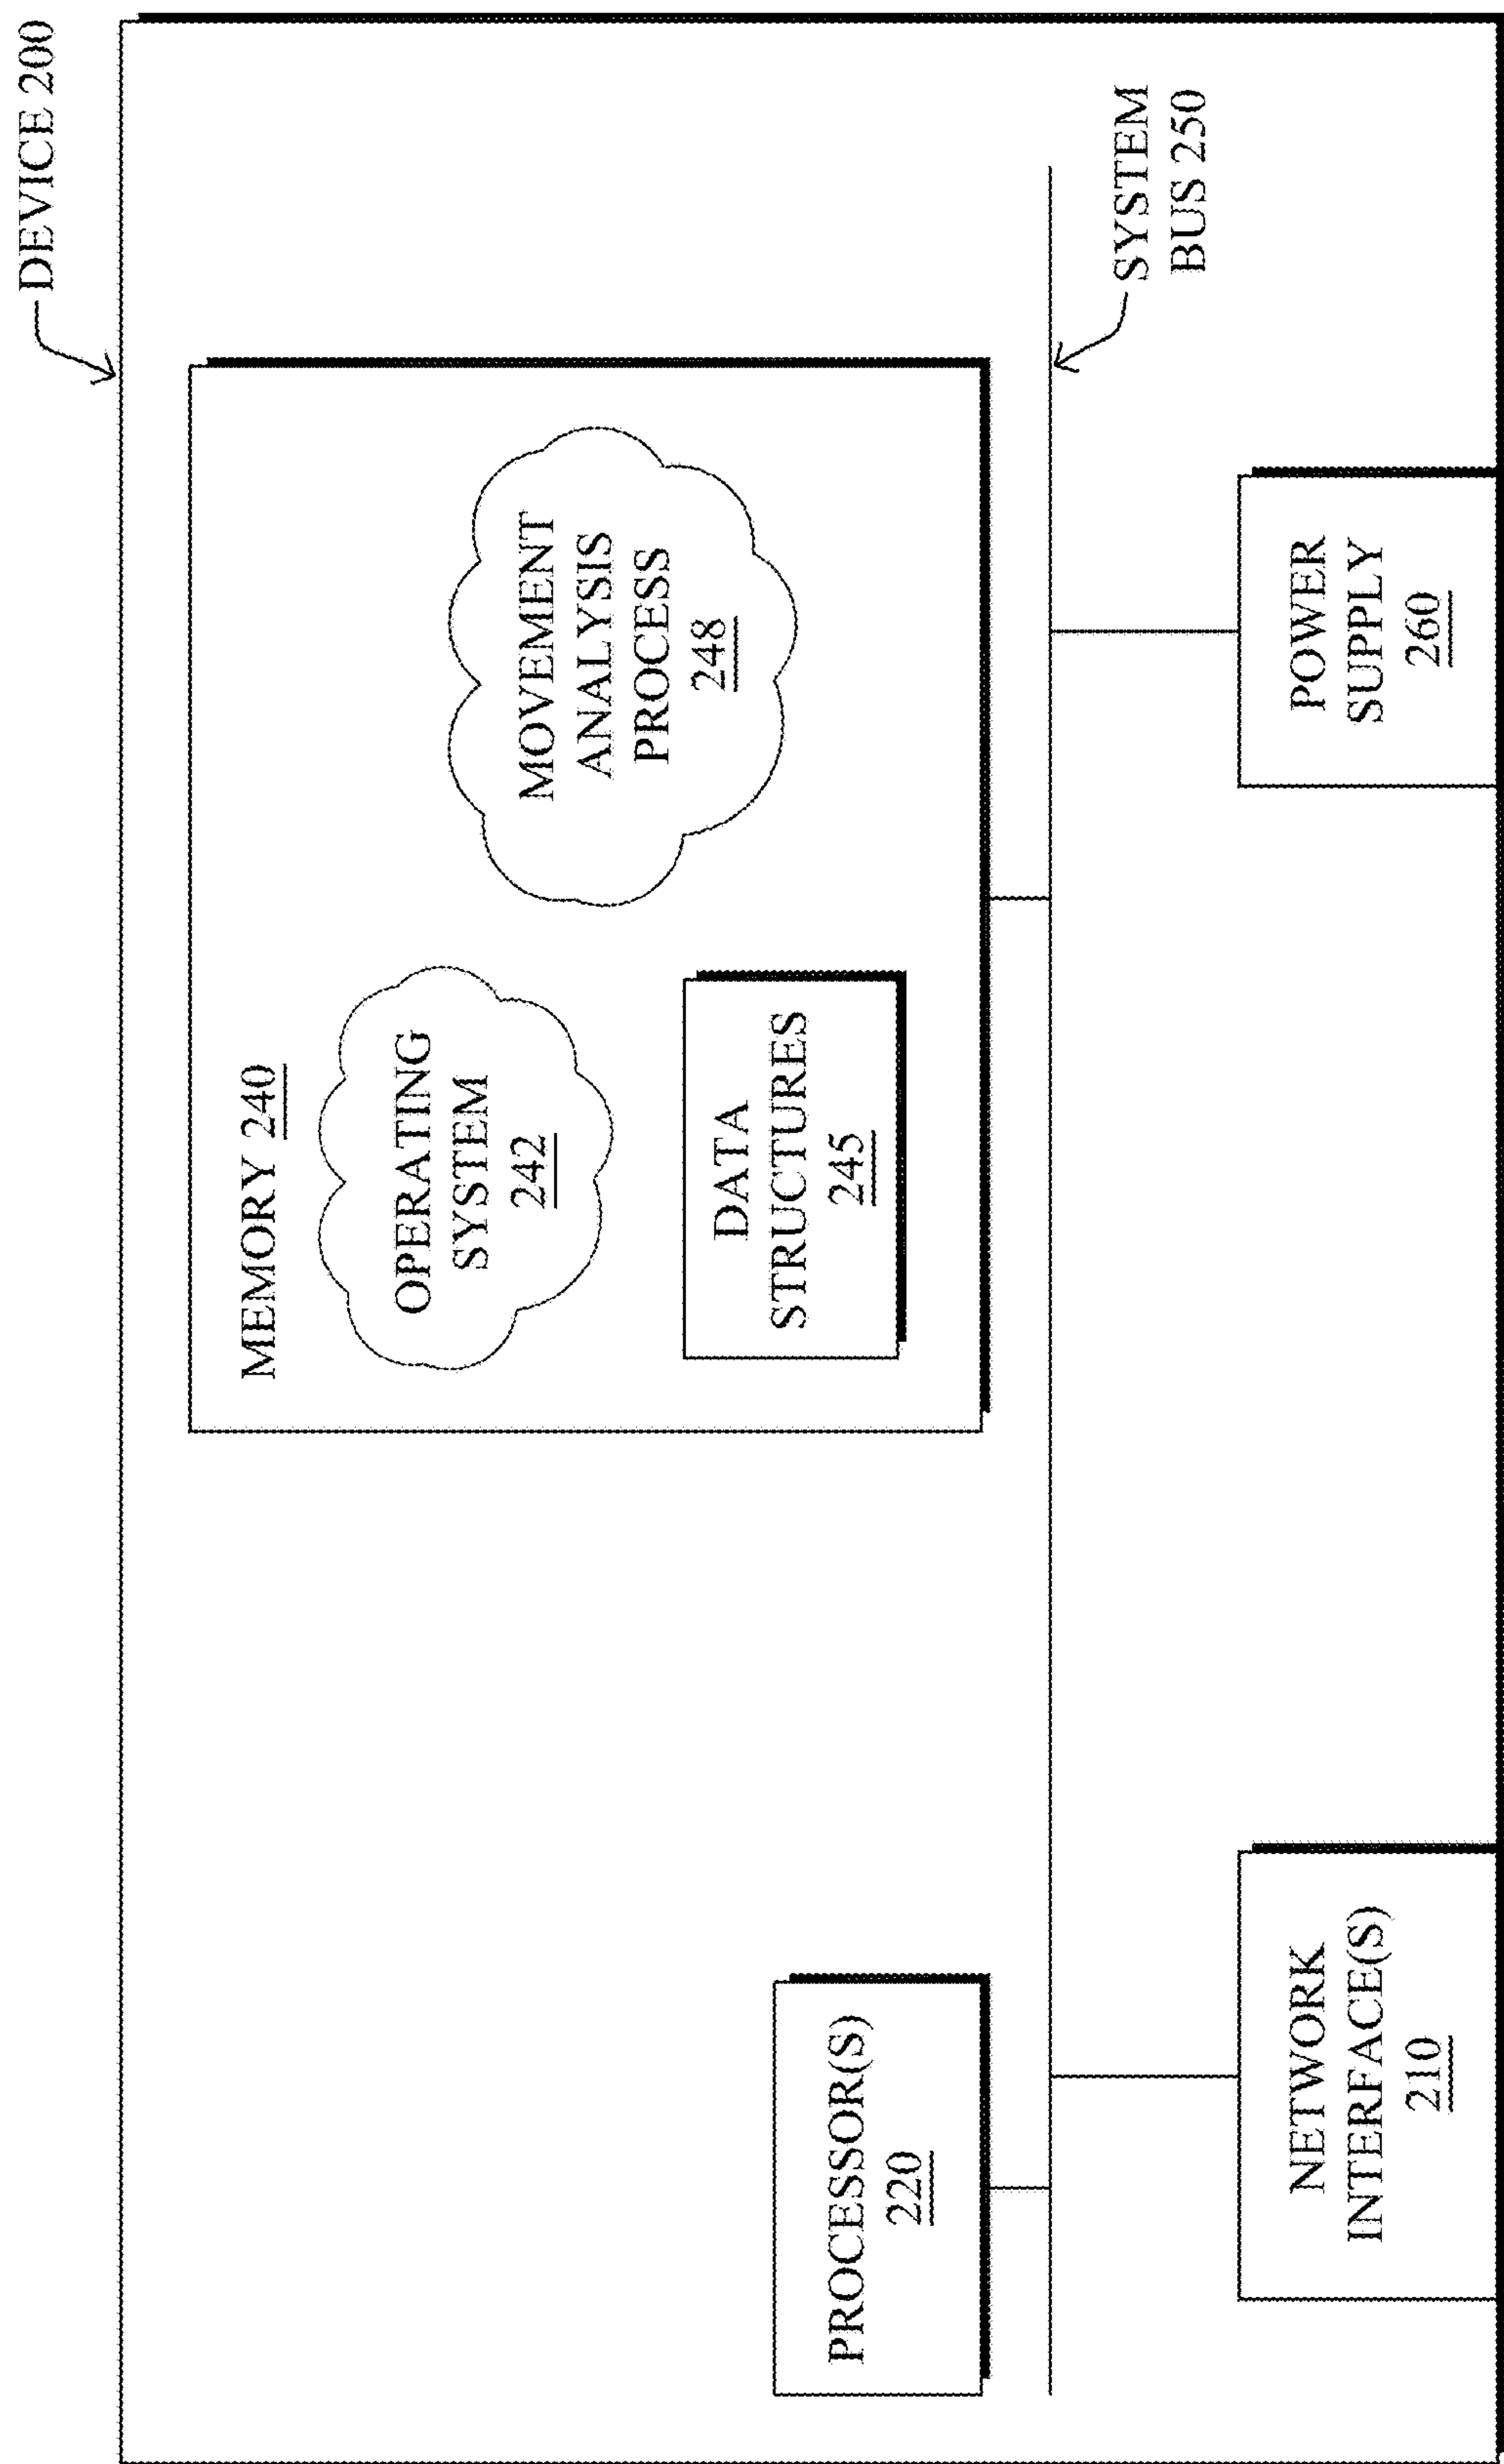 DEVICE 200
MEMORY 240
OPERATING
SYSTEM
242
DATA
STRUCTURES
245
MOVEMENT
ANALYSIS
PROCESS
248
PROCESSOR(S)
220
SYSTEM
BUS 250
NETWORK
INTERFACE(S)
210
POWER
SUPPLY
260